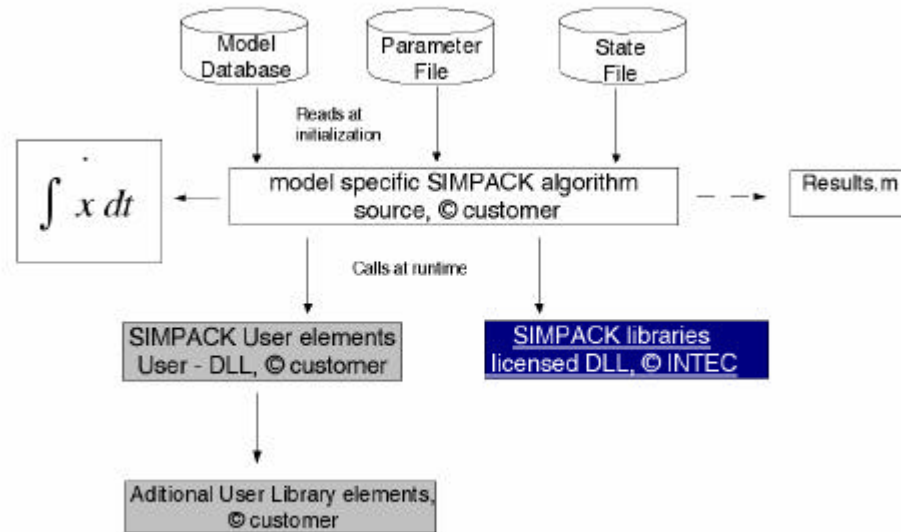 Model
Database
Parameter
File
State
File
Reads at
initialization
∫ ẋ dt
model specific SIMPACK algorithm
source, © customer
Results.m
Calls at runtime
SIMPACK User elements
User - DLL, © customer
SIMPACK libraries
licensed DLL, © INTEC
Aditional User Library elements,
© customer